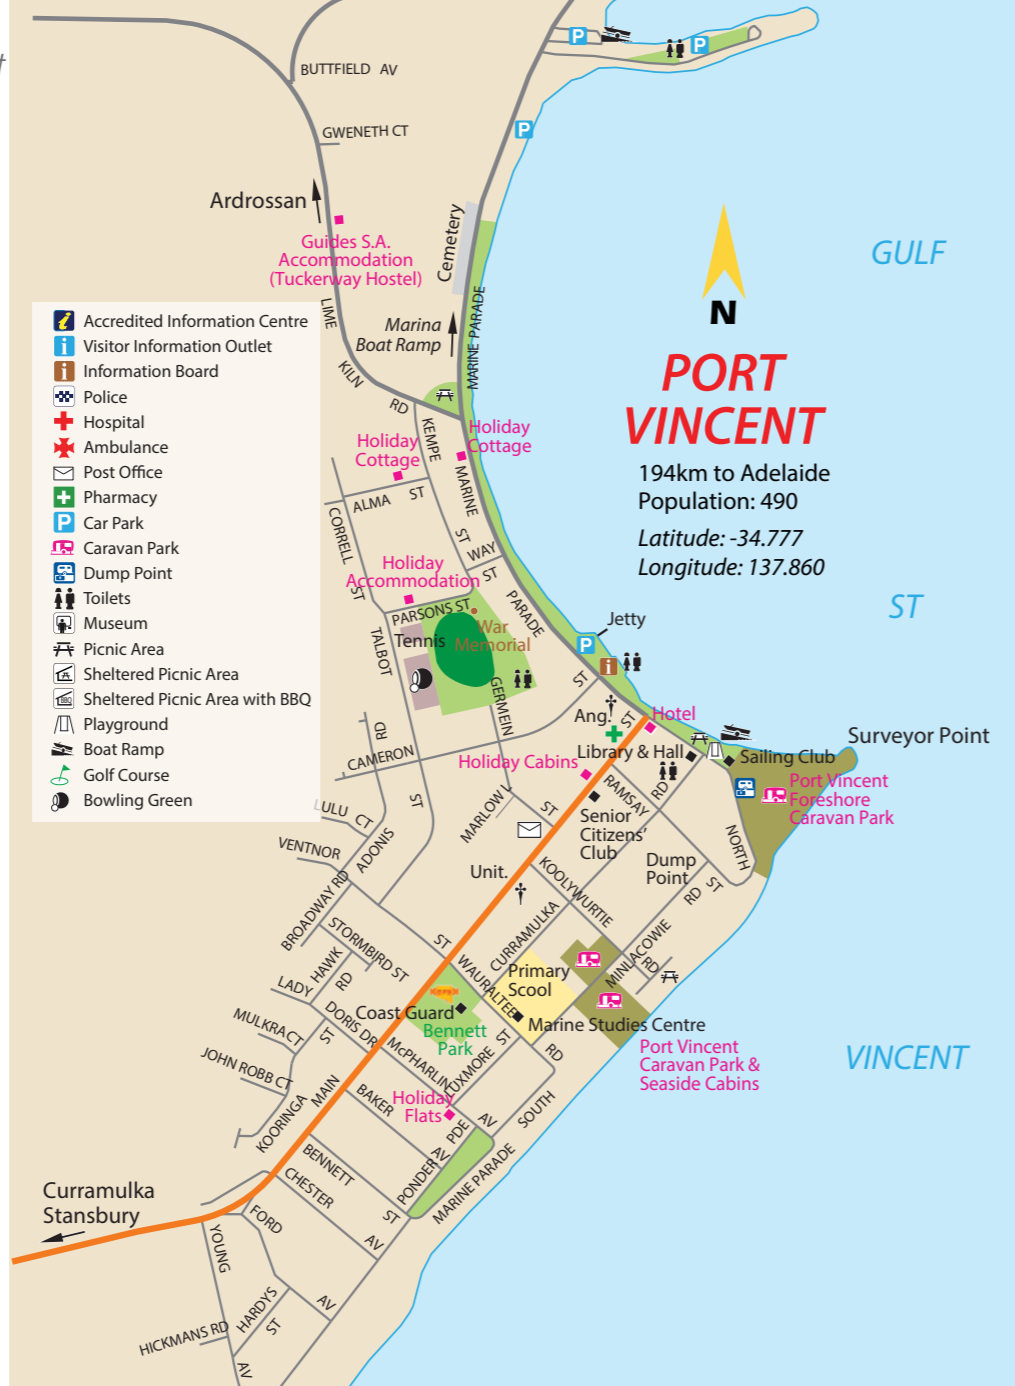 t
BUTTFIELD AV
GWENETH CT
Ardrossan
Guides S.A.
Accommodation
(Tuckerway Hostel)
Cemetery
P
P
P
GULF
N
PORT
VINCENT
194km to Adelaide
Population: 490
Latitude: -34.777
Longitude: 137.860
ST
VINCENT
i Accredited Information Centre
i Visitor Information Outlet
i Information Board
Police
Hospital
Ambulance
Post Office
Pharmacy
P Car Park
Caravan Park
Dump Point
Toilets
Museum
Picnic Area
Sheltered Picnic Area
BBQ Sheltered Picnic Area with BBQ
Playground
Boat Ramp
Golf Course
Bowling Green
LIME
KILN
RD
Marina
Boat Ramp
MARINE PARADE
KEMPE
ST
Holiday
Cottage
Holiday
Cottage
MARINE
PARADE
ALMA ST
CORRELL
ST
WAY
ST
Holiday
Accommodation
PARSONS ST
War
Memorial
Tennis
TALBOT
ST
GERMEIN
ST
Jetty
P
i
Ang.
ST
Hotel
RD
CAMERON
Holiday Cabins
Library & Hall
Sailing Club
Surveyor Point
Port Vincent
Foreshore
Caravan Park
LULU CT
MARLOW L
ST
RAMSAY
RD
Senior
Citizens'
Club
NORTH
VENTNOR
ADONIS
BROADWAY RD
Unit.
Dump
Point
KOOLYWURTIE
RD
ST
RD
STORMBIRD ST
ST
CURRAMULKA
MINLACOWIE
HAWK
RD
LADY
WAURALTEE
RD
Primary
Scool
DORIS DR
Coast Guard
Bennett
Park
Marine Studies Centre
MULKRA CT
ST
McPHARLIN
AV
LUXMORE ST
Port Vincent
Caravan Park &
Seaside Cabins
JOHN ROBB CT
KOORINGA
MAIN
BAKER
AV
Holiday
Flats
PONDER
PDE
MARINE PARADE
SOUTH
BENNETT
ST
CHESTER
AV
Curramulka
Stansbury
FORD
AV
YOUNG
AV
HARDYS
ST
HICKMANS RD